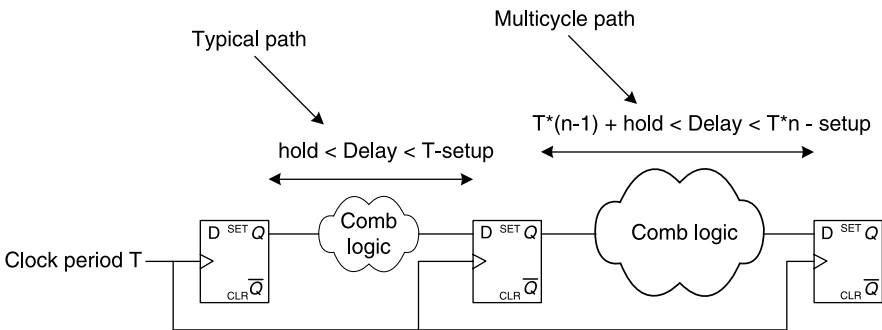 Multicycle path
Typical path
T*(n-1) + hold < Delay < T*n - setup
hold < Delay < T-setup
Comb
logic
Comb logic
D SET Q
D SET Q
D SET Q
Clock period T
CLR Q̅
CLR Q̅
CLR Q̅